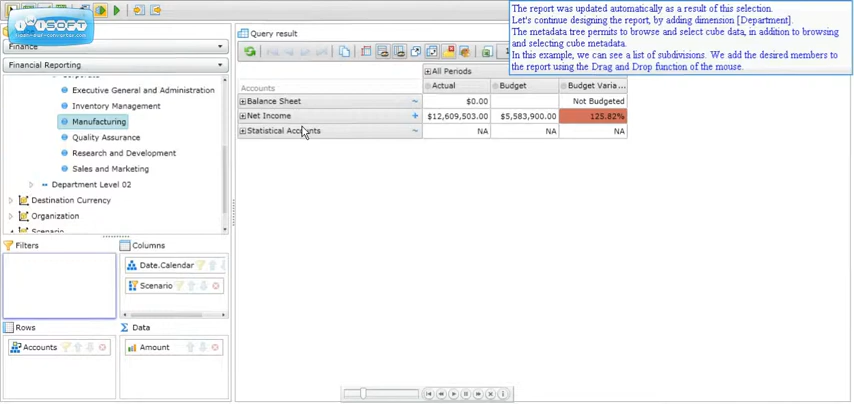 The report was updated automatically as a result of this selection.
Let's continue designing the report, by adding dimension [Department].
The metadata tree permits to browse and select cube data, in addition to browsing
and selecting cube metadata.
In this example, we can see a list of subdivisions. We add the desired members to
the report using the Drag and Drop function of the mouse.
Finance
Financial Reporting
Corporate
Executive General and Administration
Inventory Management
Manufacturing
Quality Assurance
Research and Development
Sales and Marketing
Department Level 02
Destination Currency
Organization
Scenario
Filters
Columns
Date.Calendar
Scenario
Rows
Data
Accounts
Amount
Query result
All Periods
Accounts Actual Budget Budget Varia ...
Balance Sheet $0.00 Not Budgeted
Net Income $12,609,503.00 $5,583,900.00 125.82%
Statistical Accounts NA NA NA